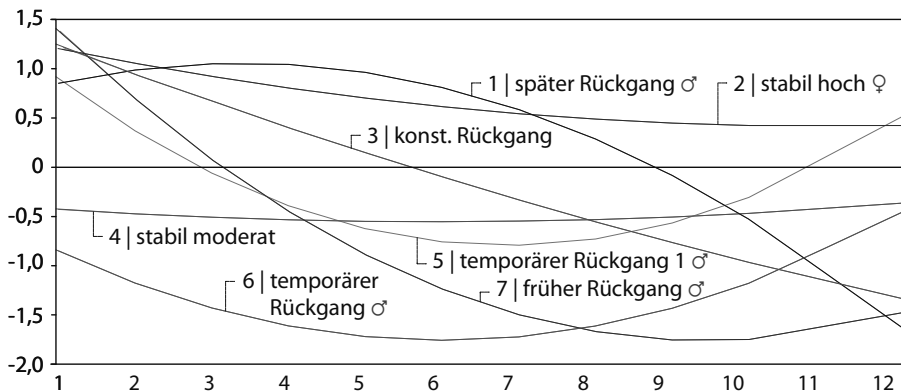 1,5
1,0
0,5
0
-0,5
-1,0
-1,5
-2,0
1 | später Rückgang ♂
2 | stabil hoch ♀
3 | konst. Rückgang
4 | stabil moderat
5 | temporärer Rückgang 1 ♂
6 | temporärer
Rückgang ♂
7 | früher Rückgang ♂
1 2 3 4 5 6 7 8 9 10 11 12